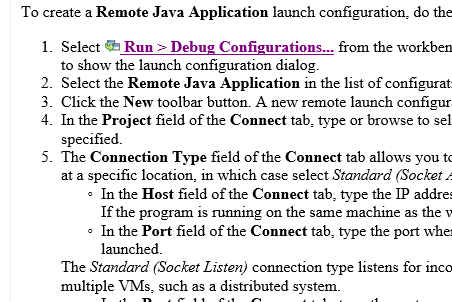 To create a Remote Java Application launch configuration, do the
1. Select Run > Debug Configurations... from the workben
to show the launch configuration dialog.
2. Select the Remote Java Application in the list of configurat
3. Click the New toolbar button. A new remote launch configur
4. In the Project field of the Connect tab, type or browse to sel
specified.
5. The Connection Type field of the Connect tab allows you to
at a specific location, in which case select Standard (Socket A
◦ In the Host field of the Connect tab, type the IP addre
If the program is running on the same machine as the w
◦ In the Port field of the Connect tab, type the port whe
launched.
The Standard (Socket Listen) connection type listens for inco
multiple VMs, such as a distributed system.